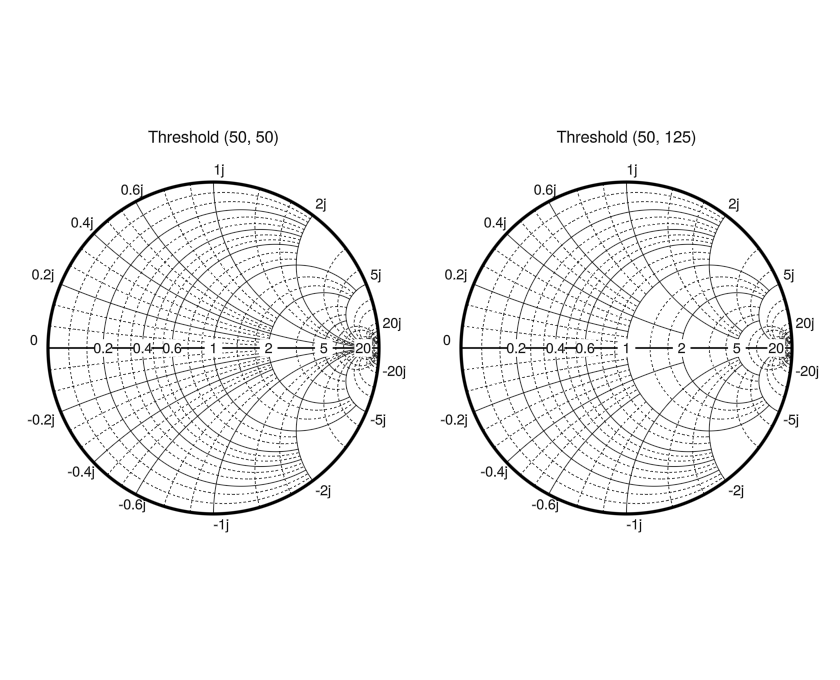 Threshold (50, 50)
1j
0.6j
2j
0.4j
0.2j
5j
20j
0
0.2
0.4
0.6
1
2
5
20
-20j
-0.2j
-5j
-0.4j
-2j
-0.6j
-1j
Threshold (50, 125)
1j
0.6j
2j
0.4j
0.2j
5j
20j
0
0.2
0.4
0.6
1
2
5
20
-20j
-0.2j
-5j
-0.4j
-2j
-0.6j
-1j